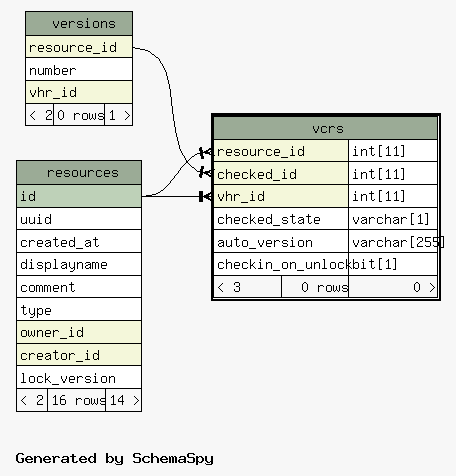 versions
resource_id
number
vhr_id
< 2 0 rows 1 >
vcrs
resource_id int[11]
checked_id int[11]
vhr_id int[11]
checked_state varchar[1]
auto_version varchar[255]
checkin_on_unlock bit[1]
< 3 0 rows 0 >
resources
id
uuid
created_at
displayname
comment
type
owner_id
creator_id
lock_version
< 2 16 rows 14 >
Generated by SchemaSpy